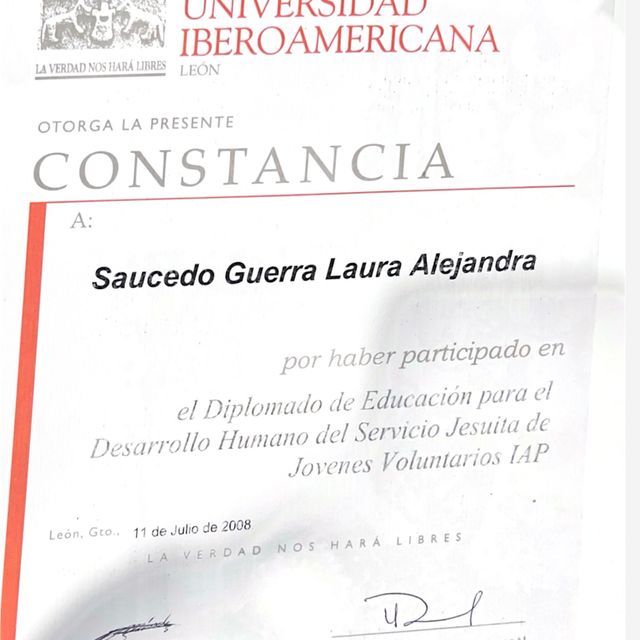 UNIVERSIDAD
IBEROAMERICANA
LA VERDAD NOS HARÁ LIBRES
LEÓN
OTORGA LA PRESENTE
CONSTANCIA
A:
Saucedo Guerra Laura Alejandra
por haber participado en
el Diplomado de Educación para el
Desarrollo Humano del Servicio Jesuita de
Jovenes Voluntarios IAP
León, Gto., 11 de Julio de 2008
LA VERDAD NOS HARÁ LIBRES